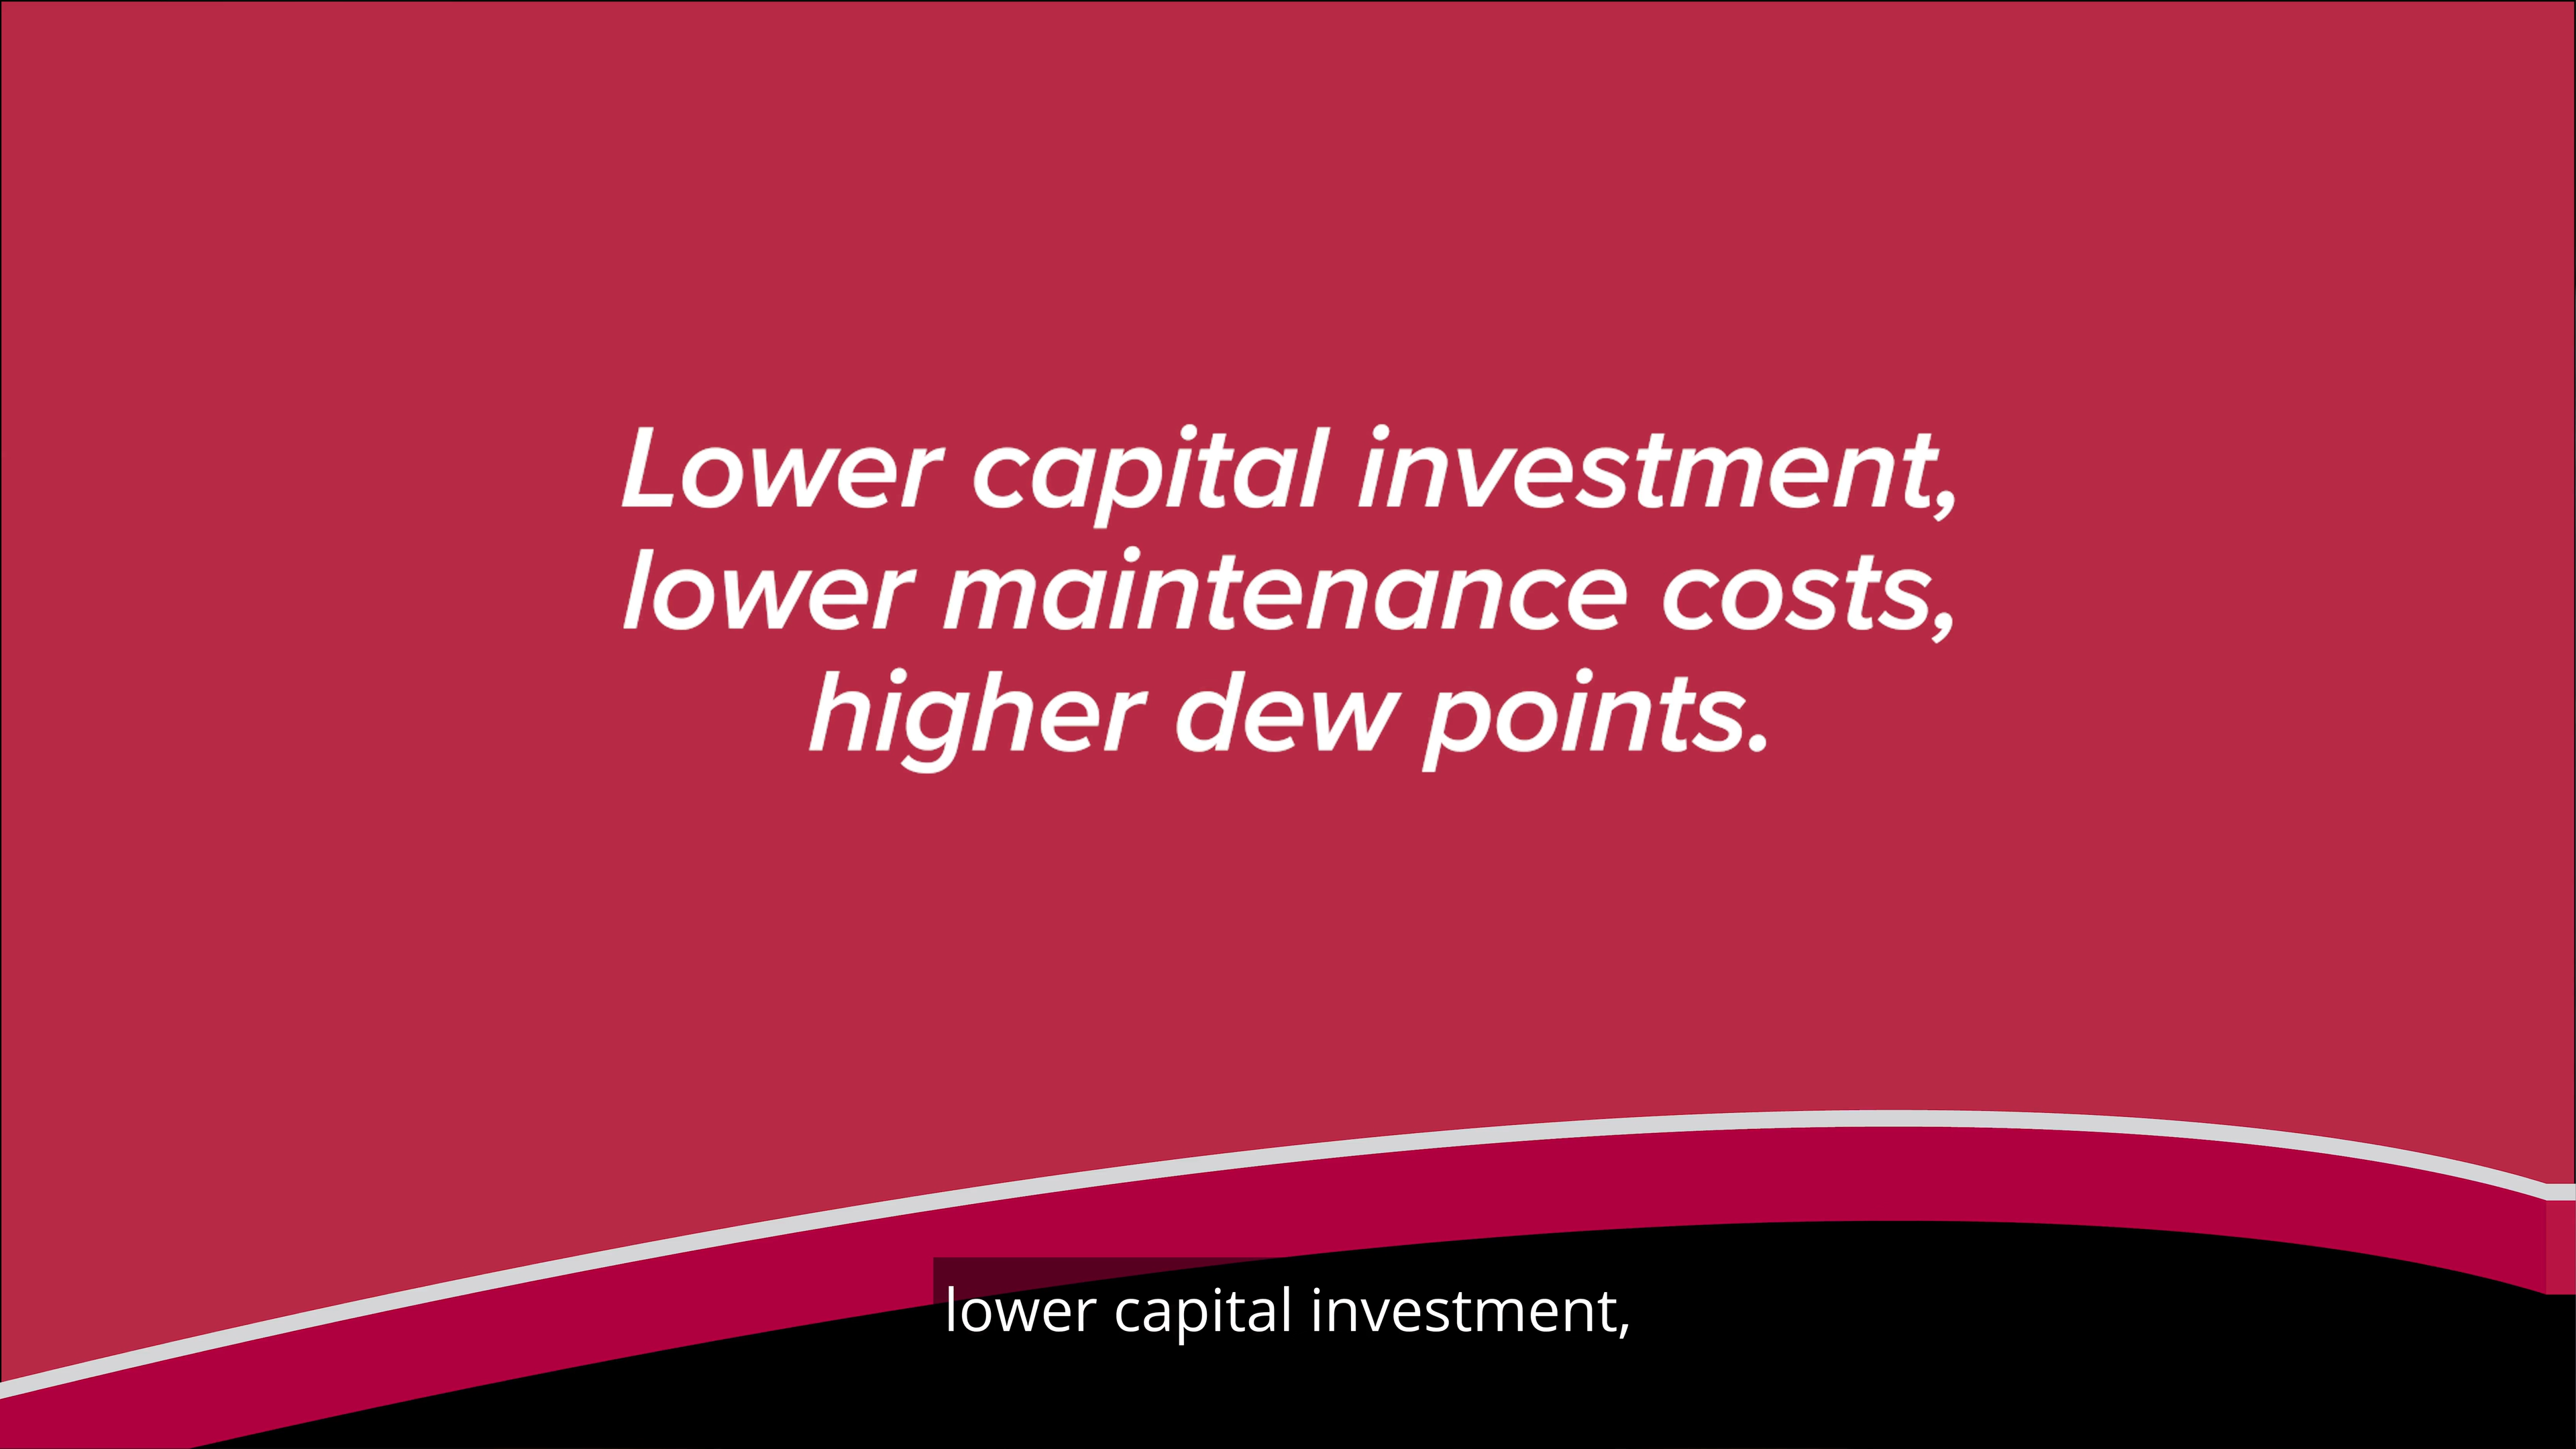 Lower capital investment,
lower maintenance costs,
higher dew points.
lower capital investment,